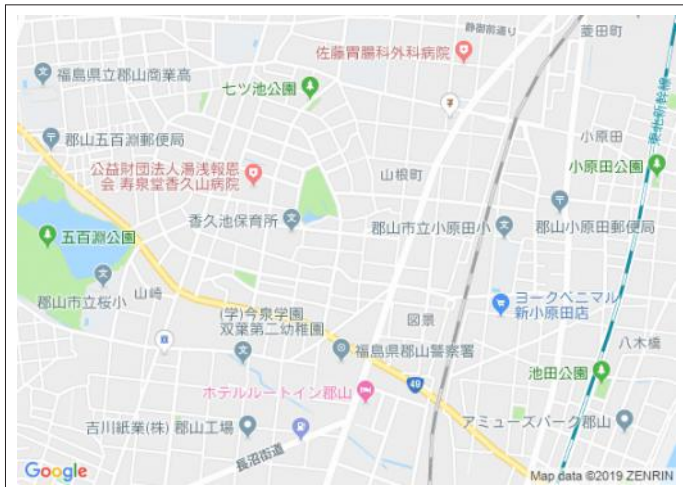 静御前通り
菱田町
佐藤胃腸科外科病院
福島県立郡山商業高
七ツ池公園
東北新幹線
小原田
郡山五百淵郵便局
公益財団法人湯浅報恩
会 寿泉堂香久山病院
山根町
小原田公園
香久池保育所
郡山市立小原田小
郡山小原田郵便局
五百淵公園
郡山市立桜小
山崎
(学)今泉学園
双葉第二幼稚園
図景
ヨークベニマル
新小原田店
福島県郡山警察署
八木橋
49
池田公園
ホテルルートイン郡山
吉川紙業(株) 郡山工場
アミューズパーク郡山
長沼街道
Google
Map data ©2019 ZENRIN